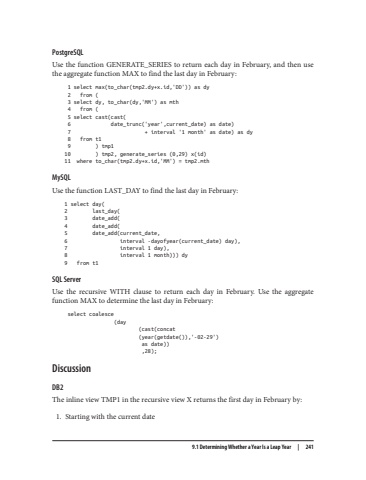 PostgreSQL
Use the function GENERATE_SERIES to return each day in February, and then use
the aggregate function MAX to find the last day in February:
1 select max(to_char(tmp2.dy+x.id,'DD')) as dy
2 from (
3 select dy, to_char(dy,'MM') as mth
4 from (
5 select cast(cast(
6 date_trunc('year',current_date) as date)
7 + interval '1 month' as date) as dy
8 from t1
9 ) tmp1
10 ) tmp2, generate_series (0,29) x(id)
11 where to_char(tmp2.dy+x.id,'MM') = tmp2.mth
MySQL
Use the function LAST_DAY to find the last day in February:
1 select day(
2 last_day(
3 date_add(
4 date_add(
5 date_add(current_date,
6 interval -dayofyear(current_date) day),
7 interval 1 day),
8 interval 1 month))) dy
9 from t1
SQL Server
Use the recursive WITH clause to return each day in February. Use the aggregate
function MAX to determine the last day in February:
select coalesce
(day
(cast(concat
(year(getdate()),'-02-29')
as date))
,28);
Discussion
DB2
The inline view TMP1 in the recursive view X returns the first day in February by:
1. Starting with the current date
9.1 Determining Whether a Year Is a Leap Year | 241